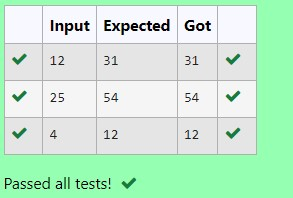 Input Expected Got
12 31 31
25 54 54
4 12 12
Passed all tests!